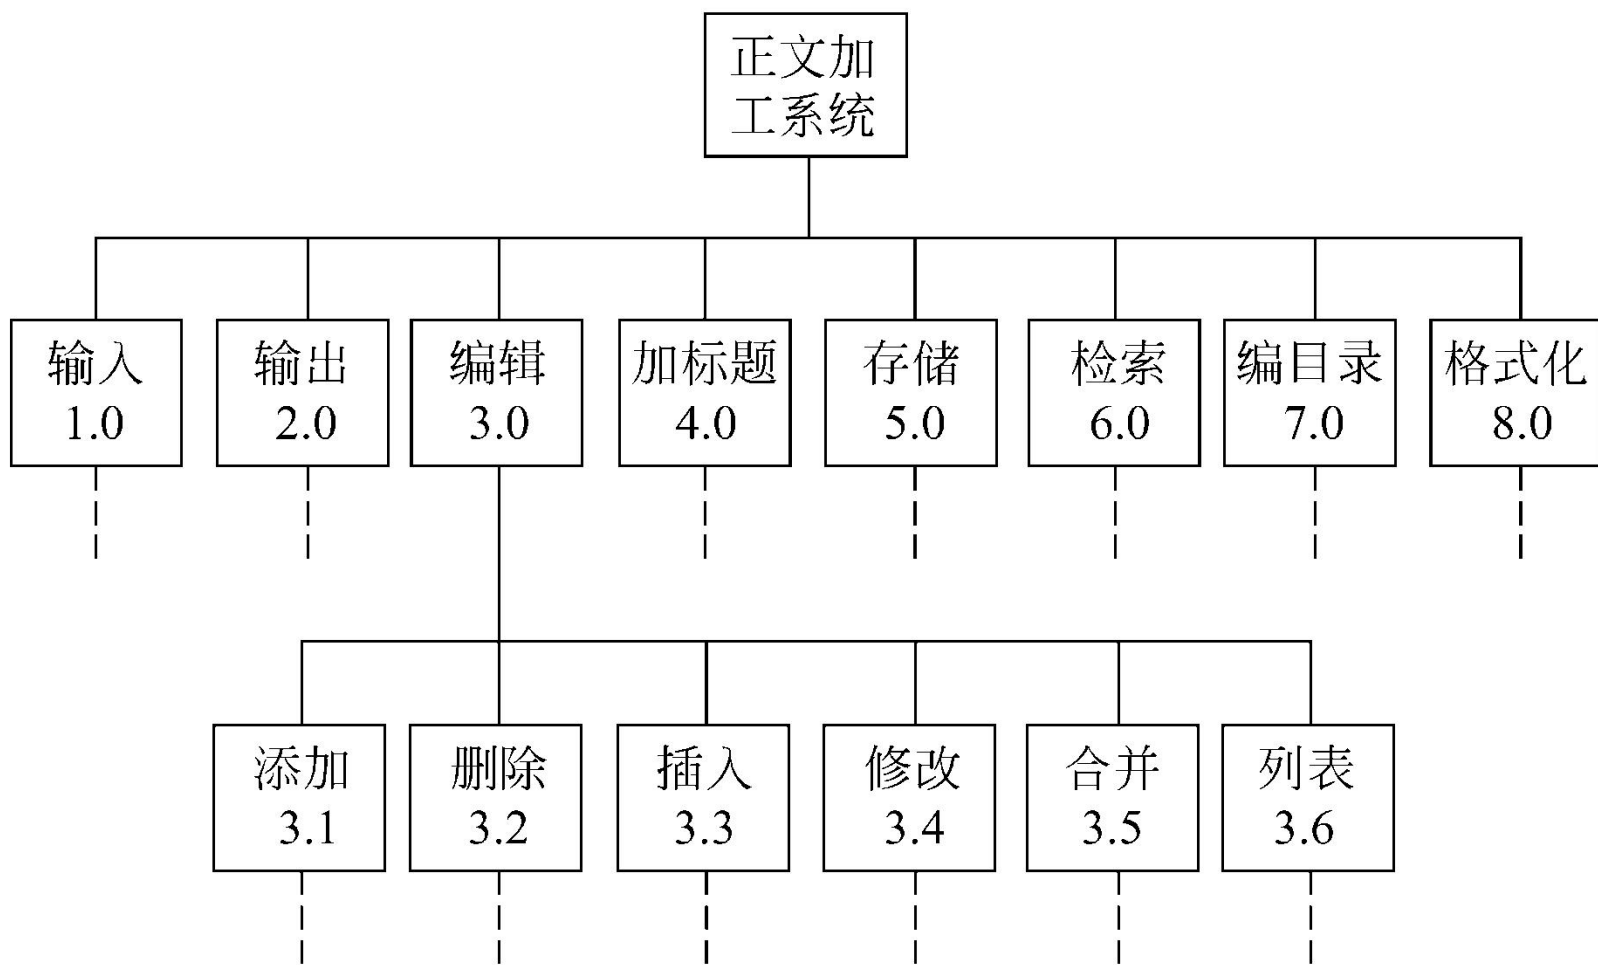 正文加
工系统
输入
1.0
输出
2.0
编辑
3.0
加标题
4.0
存储
5.0
检索
6.0
编目录
7.0
格式化
8.0
添加
3.1
删除
3.2
插入
3.3
修改
3.4
合并
3.5
列表
3.6